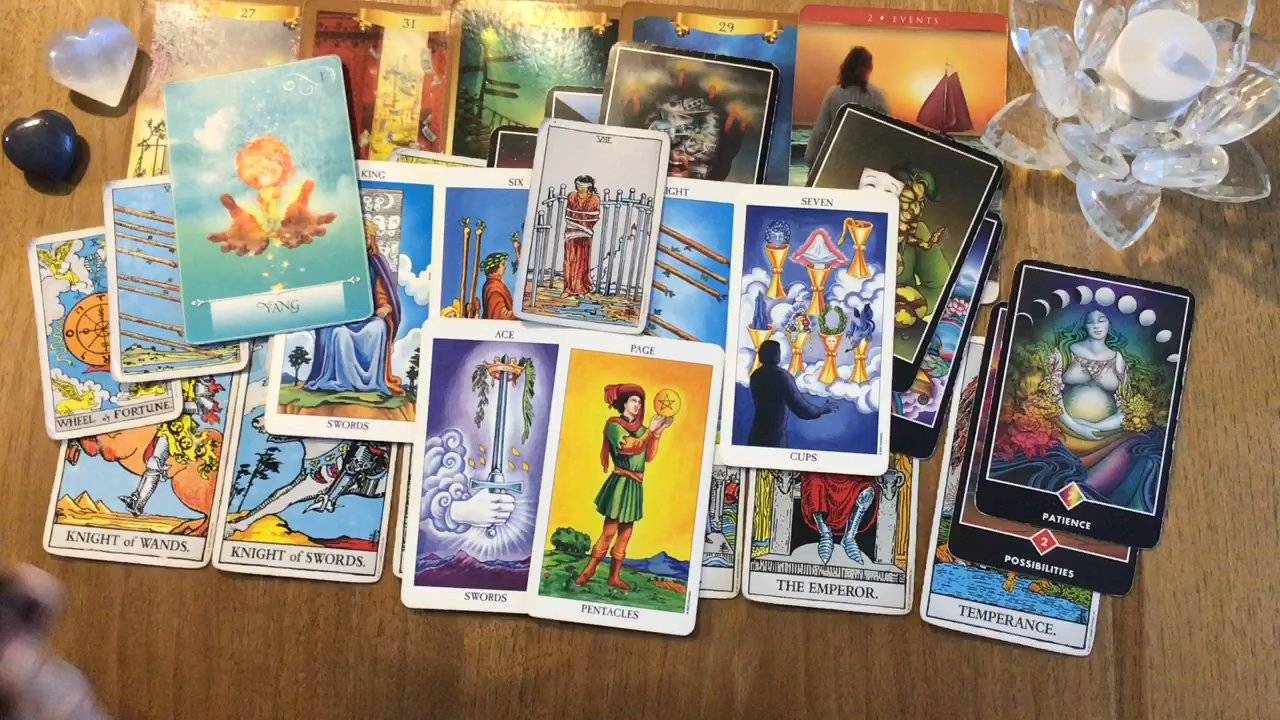 27
31
29
2 • EVENTS
1
YANG
KING
SIX
VIII
SEVEN
WHEEL of FORTUNE.
SWORDS
ACE
PAGE
CUPS
KNIGHT of WANDS.
KNIGHT of SWORDS.
SWORDS
PENTACLES
THE EMPEROR.
PATIENCE
2
POSSIBILITIES
TEMPERANCE.